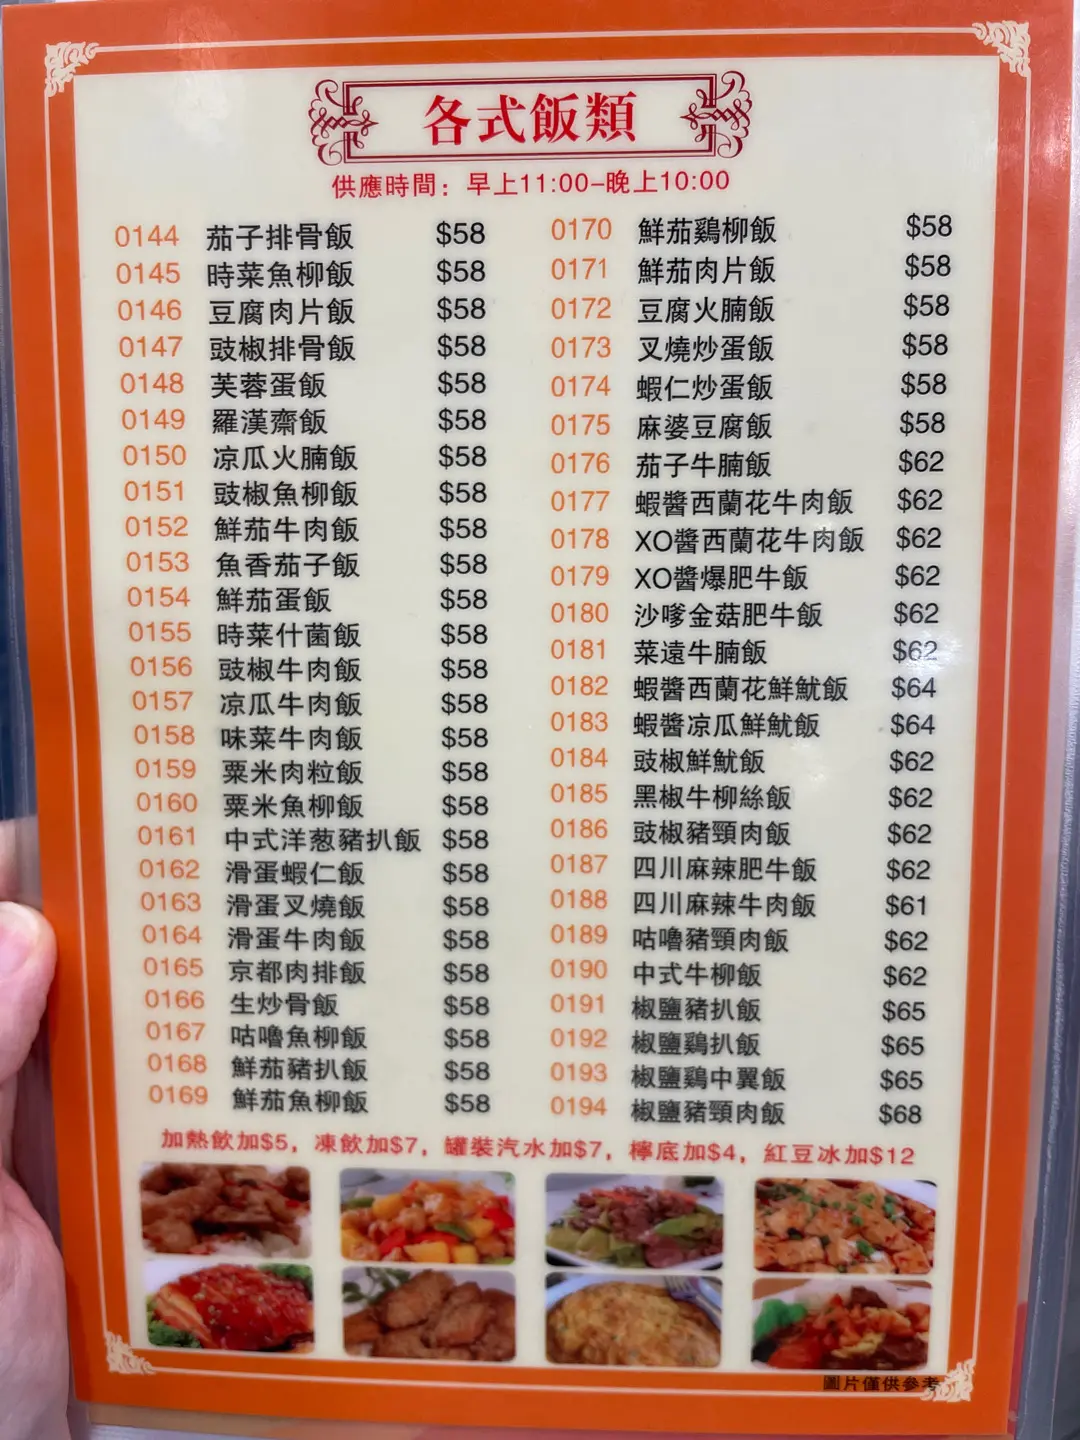 各式飯類
供應時間：早上11:00-晚上10:00
0144 茄子排骨飯 $58
0145 時菜魚柳飯 $58
0146 豆腐肉片飯 $58
0147 豉椒排骨飯 $58
0148 芙蓉蛋飯 $58
0149 羅漢齋飯 $58
0150 凉瓜火腩飯 $58
0151 豉椒魚柳飯 $58
0152 鮮茄牛肉飯 $58
0153 魚香茄子飯 $58
0154 鮮茄蛋飯 $58
0155 時菜什菌飯 $58
0156 豉椒牛肉飯 $58
0157 凉瓜牛肉飯 $58
0158 味菜牛肉飯 $58
0159 粟米肉粒飯 $58
0160 粟米魚柳飯 $58
0161 中式洋葱豬扒飯 $58
0162 滑蛋蝦仁飯 $58
0163 滑蛋叉燒飯 $58
0164 滑蛋牛肉飯 $58
0165 京都肉排飯 $58
0166 生炒骨飯 $58
0167 咕嚕魚柳飯 $58
0168 鮮茄豬扒飯 $58
0169 鮮茄魚柳飯 $58
0170 鮮茄鷄柳飯 $58
0171 鮮茄肉片飯 $58
0172 豆腐火腩飯 $58
0173 叉燒炒蛋飯 $58
0174 蝦仁炒蛋飯 $58
0175 麻婆豆腐飯 $58
0176 茄子牛腩飯 $62
0177 蝦醬西蘭花牛肉飯 $62
0178 XO醬西蘭花牛肉飯 $62
0179 XO醬爆肥牛飯 $62
0180 沙嗲金菇肥牛飯 $62
0181 菜遠牛腩飯 $62
0182 蝦醬西蘭花鮮魷飯 $64
0183 蝦醬凉瓜鮮魷飯 $64
0184 豉椒鮮魷飯 $62
0185 黑椒牛柳絲飯 $62
0186 豉椒豬頸肉飯 $62
0187 四川麻辣肥牛飯 $62
0188 四川麻辣牛肉飯 $61
0189 咕嚕豬頸肉飯 $62
0190 中式牛柳飯 $62
0191 椒鹽豬扒飯 $65
0192 椒鹽鷄扒飯 $65
0193 椒鹽鷄中翼飯 $65
0194 椒鹽豬頸肉飯 $68
加熱飲加$5，凍飲加$7，罐裝汽水加$7，檸底加$4，紅豆冰加$12
圖片僅供參考